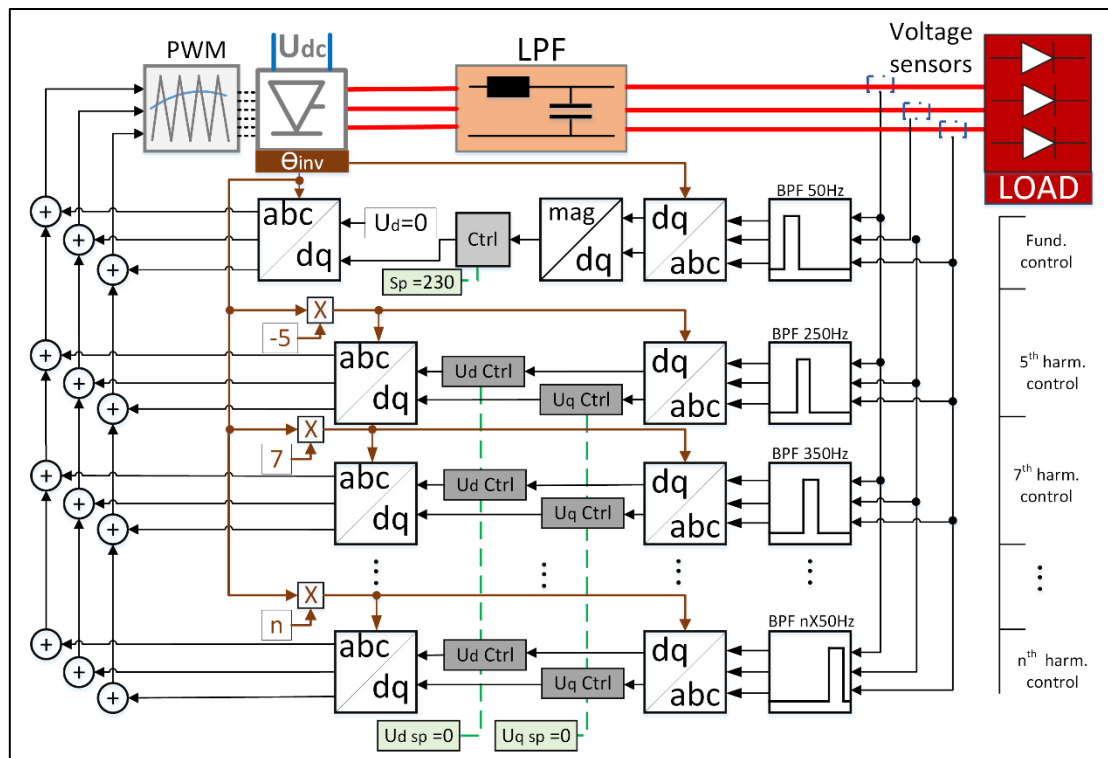 PWM
Udc
LPF
Voltage
sensors
LOAD
Θinv
abc
dq
Ud=0
Ctrl
Sp =230
mag
dq
dq
abc
BPF 50Hz
Fund.
control
-5
X
abc
dq
Ud Ctrl
Uq Ctrl
dq
abc
BPF 250Hz
5th harm.
control
7
X
abc
dq
Ud Ctrl
Uq Ctrl
dq
abc
BPF 350Hz
7th harm.
control
n
X
abc
dq
Ud Ctrl
Uq Ctrl
dq
abc
BPF nX50Hz
nth harm.
control
Ud sp =0
Uq sp =0